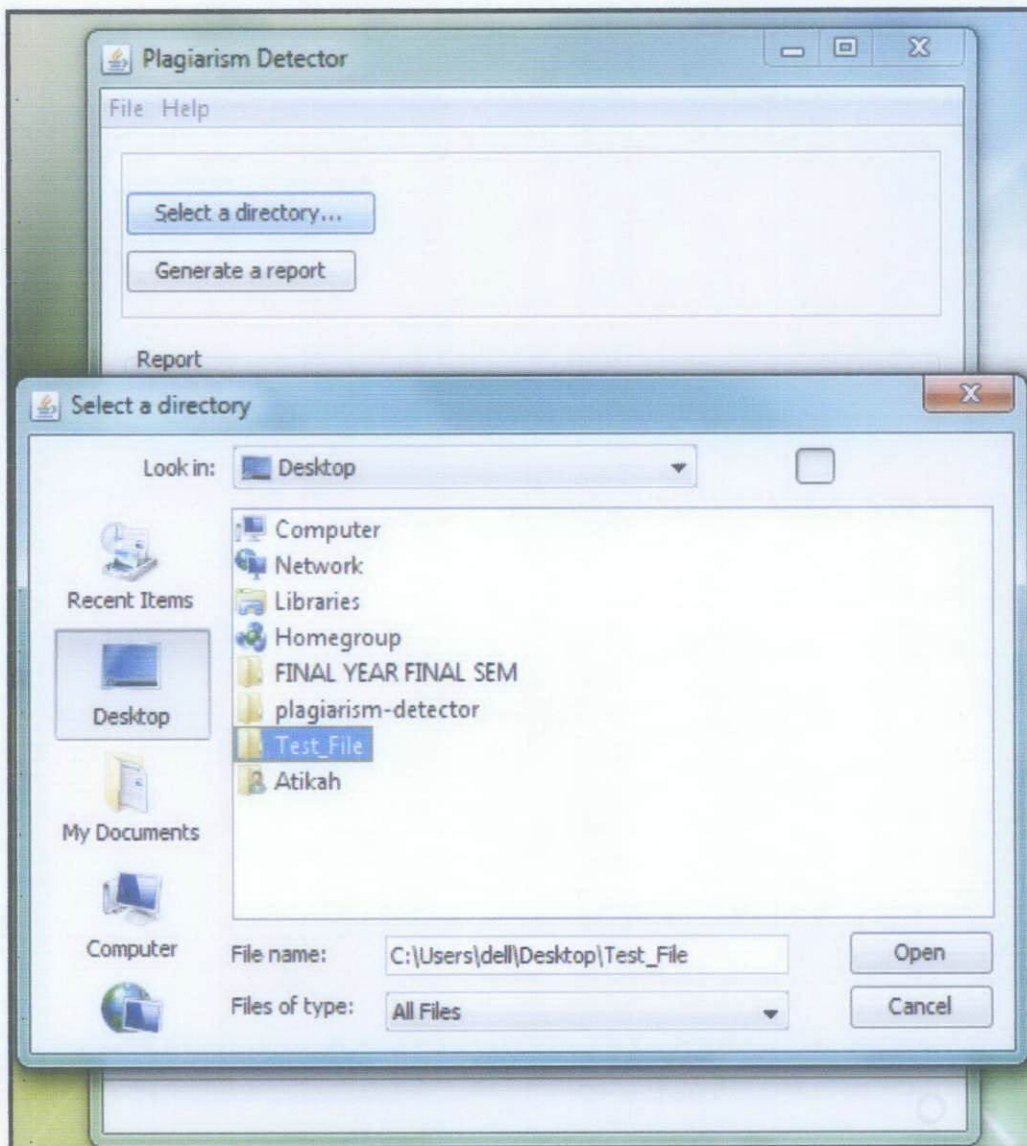 Plagiarism Detector
File Help
Select a directory...
Generate a report
Report
Select a directory
Look in: Desktop
Computer
Network
Libraries
Homegroup
FINAL YEAR FINAL SEM
plagiarism-detector
Test_File
Atikah
Recent Items
Desktop
My Documents
Computer
File name: C:\Users\dell\Desktop\Test_File
Open
Files of type: All Files
Cancel